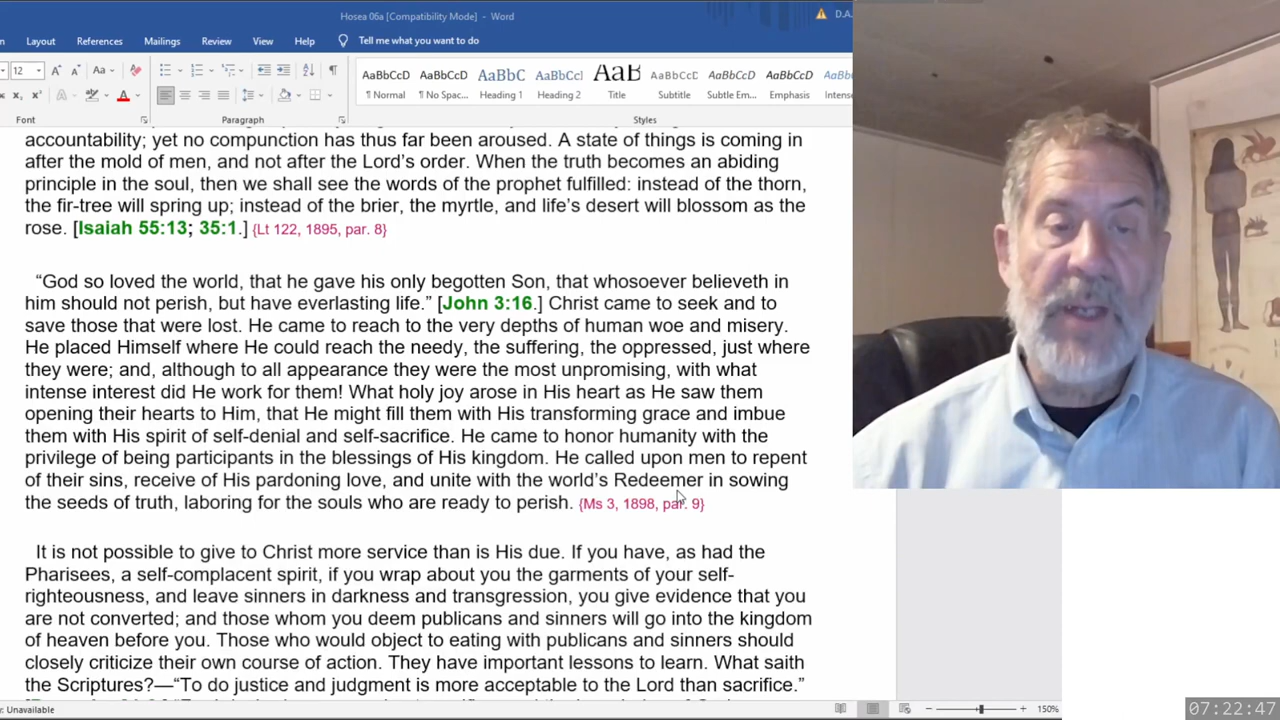 Hosea 06a [Compatibility Mode] - Word
D.A.
Layout References Mailings Review View Help Tell me what you want to do
12 Aa
AaBbCcD AaBbCcD AaBbC AaBbCcI AaB AaBbCcD AaBbCcD AaBbCcD
¶ Normal ¶ No Spac... Heading 1 Heading 2 Title Subtitle Subtle Em... Emphasis Intense
Font Paragraph Styles
accountability; yet no compunction has thus far been aroused. A state of things is coming in
after the mold of men, and not after the Lord’s order. When the truth becomes an abiding
principle in the soul, then we shall see the words of the prophet fulfilled: instead of the thorn,
the fir-tree will spring up; instead of the brier, the myrtle, and life’s desert will blossom as the
rose. [Isaiah 55:13; 35:1.] {Lt 122, 1895, par. 8}
“God so loved the world, that he gave his only begotten Son, that whosoever believeth in
him should not perish, but have everlasting life.” [John 3:16.] Christ came to seek and to
save those that were lost. He came to reach to the very depths of human woe and misery.
He placed Himself where He could reach the needy, the suffering, the oppressed, just where
they were; and, although to all appearance they were the most unpromising, with what
intense interest did He work for them! What holy joy arose in His heart as He saw them
opening their hearts to Him, that He might fill them with His transforming grace and imbue
them with His spirit of self-denial and self-sacrifice. He came to honor humanity with the
privilege of being participants in the blessings of His kingdom. He called upon men to repent
of their sins, receive of His pardoning love, and unite with the world’s Redeemer in sowing
the seeds of truth, laboring for the souls who are ready to perish. {Ms 3, 1898, par. 9}
It is not possible to give to Christ more service than is His due. If you have, as had the
Pharisees, a self-complacent spirit, if you wrap about you the garments of your self-
righteousness, and leave sinners in darkness and transgression, you give evidence that you
are not converted; and those whom you deem publicans and sinners will go into the kingdom
of heaven before you. Those who would object to eating with publicans and sinners should
closely criticize their own course of action. They have important lessons to learn. What saith
the Scriptures?—“To do justice and judgment is more acceptable to the Lord than sacrifice.”
: Unavailable
150%
07:22:47